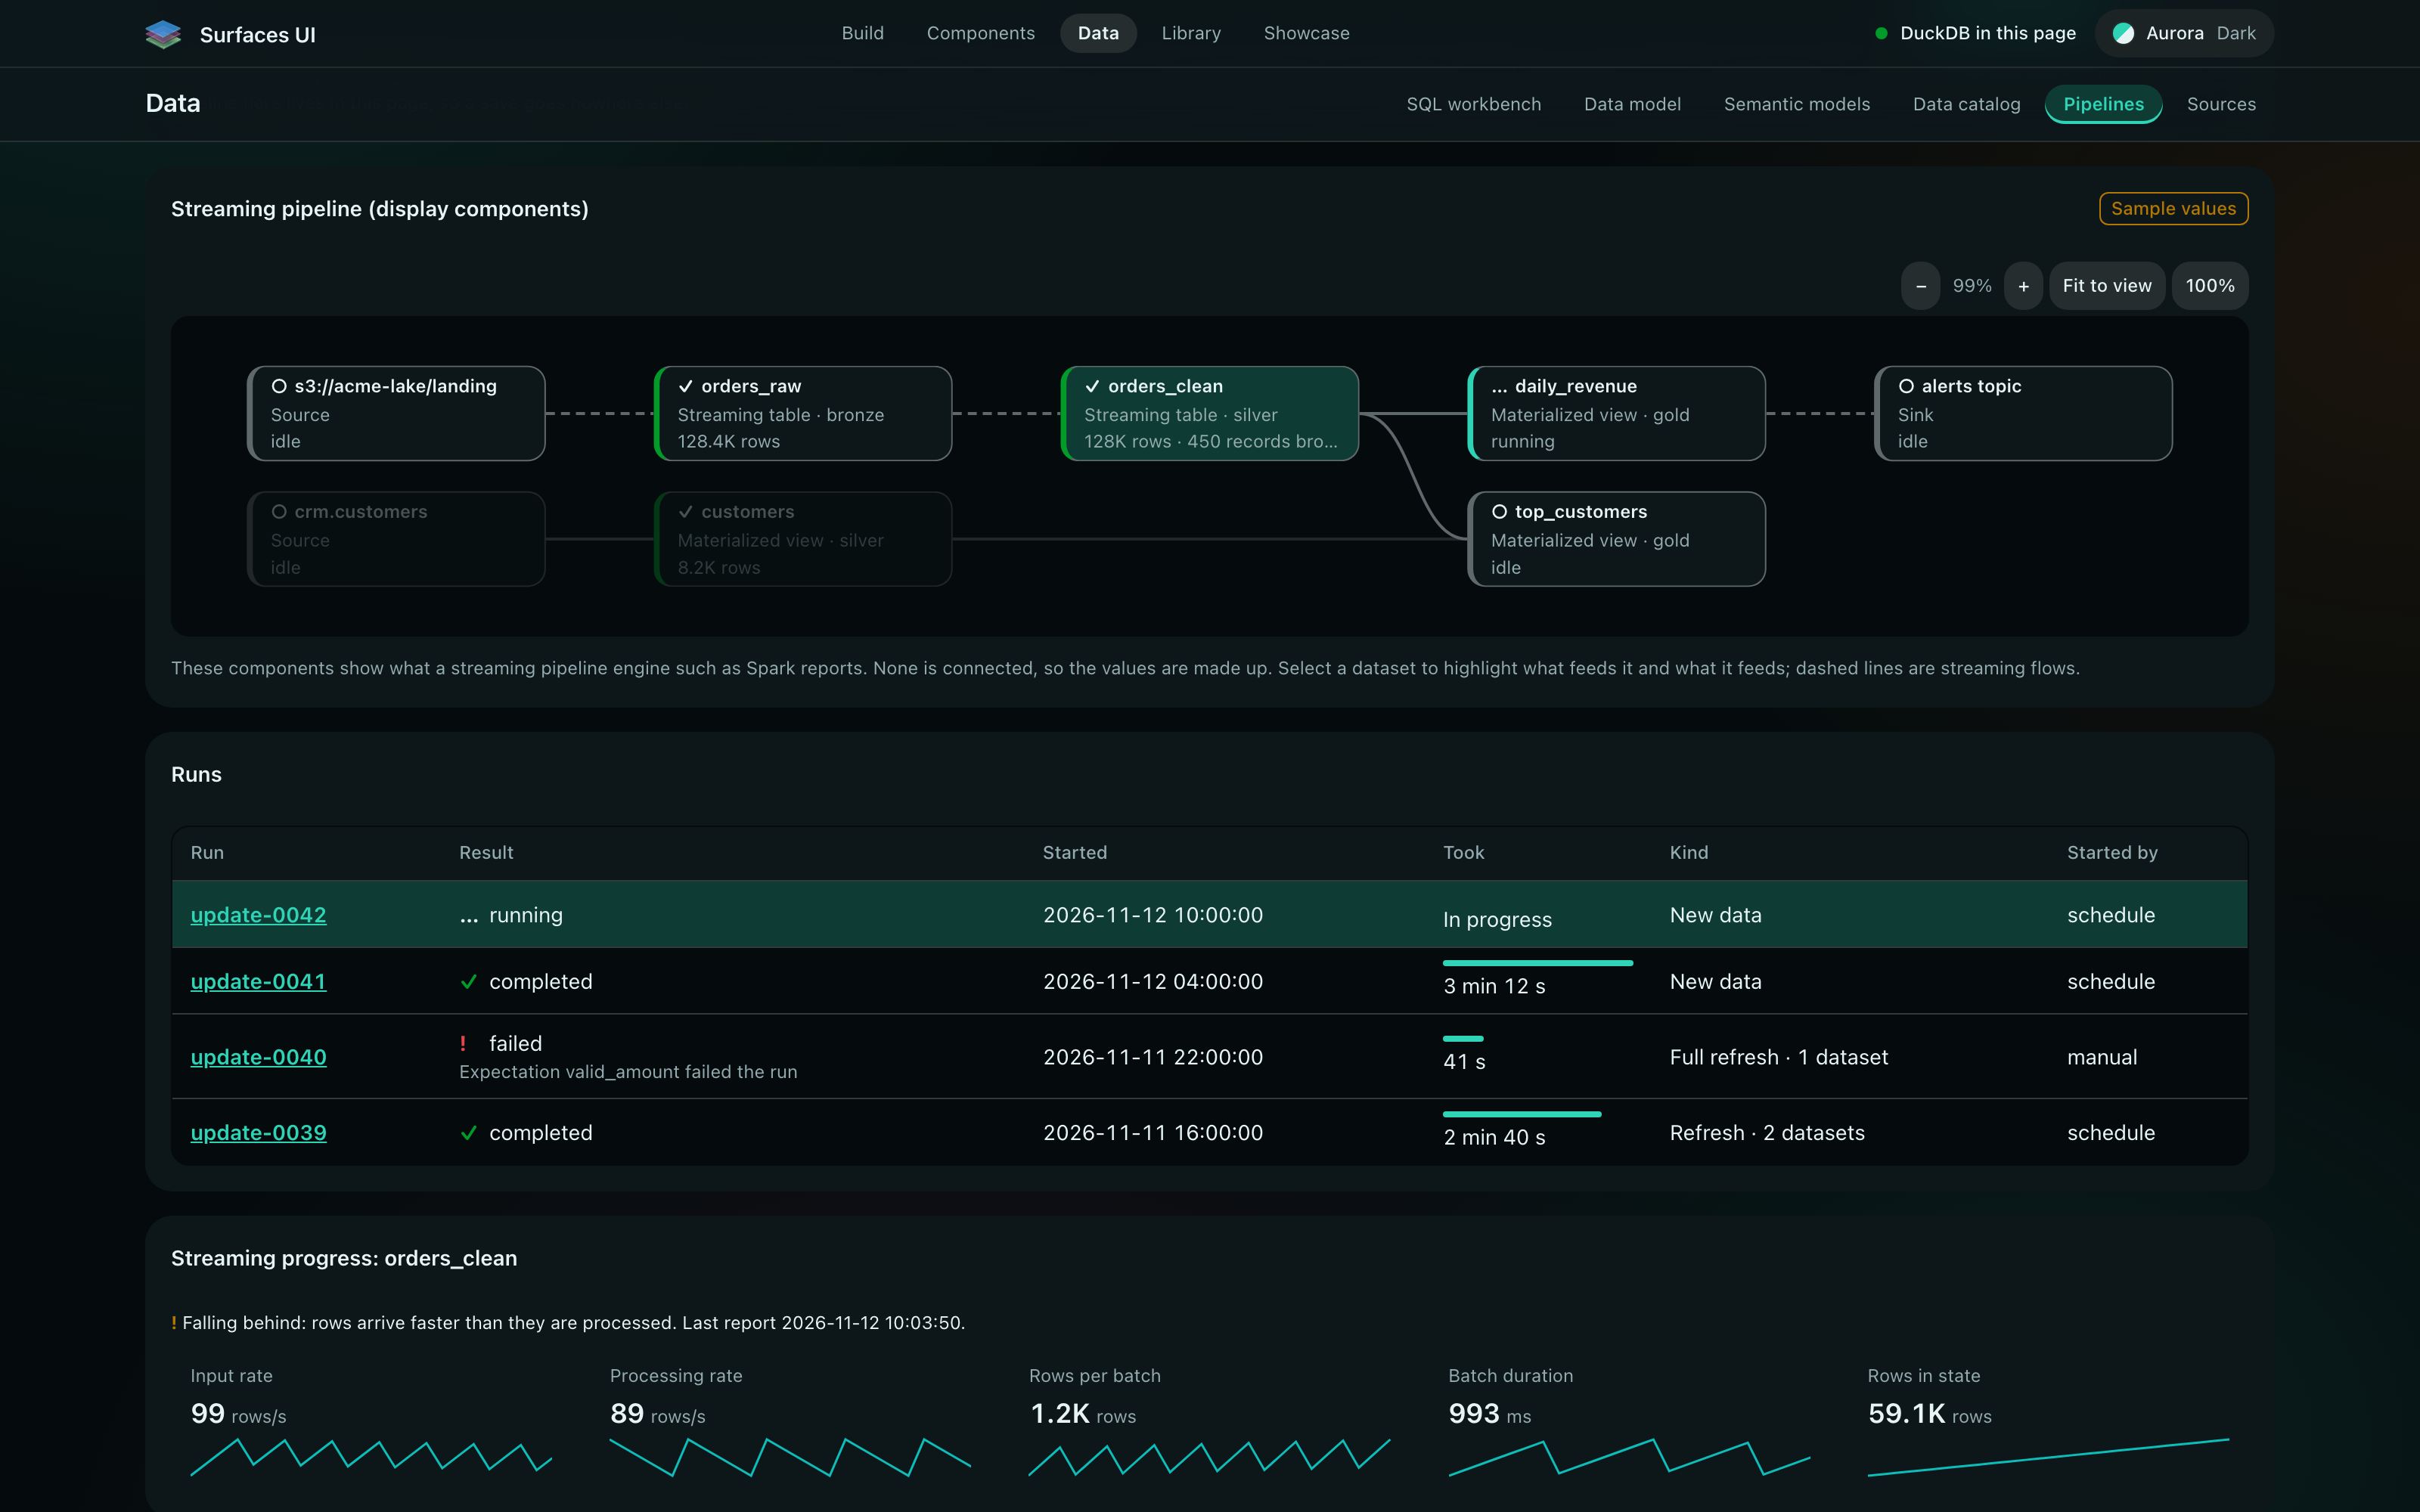 Surfaces UI
Build Components Data Library Showcase
DuckDB in this page
Aurora Dark
Data
SQL workbench Data model Semantic models Data catalog Pipelines Sources
Streaming pipeline (display components)
Sample values
− 99% + Fit to view 100%
s3://acme-lake/landing
Source
idle
orders_raw
Streaming table · bronze
128.4K rows
orders_clean
Streaming table · silver
128K rows · 450 records bro...
... daily_revenue
Materialized view · gold
running
alerts topic
Sink
idle
crm.customers
Source
idle
customers
Materialized view · silver
8.2K rows
top_customers
Materialized view · gold
idle
These components show what a streaming pipeline engine such as Spark reports. None is connected, so the values are made up. Select a dataset to highlight what feeds it and what it feeds; dashed lines are streaming flows.
Runs
Run Result Started Took Kind Started by
update-0042 ... running 2026-11-12 10:00:00 In progress New data schedule
update-0041 ✓ completed 2026-11-12 04:00:00 3 min 12 s New data schedule
update-0040 ! failed 2026-11-11 22:00:00 41 s Full refresh · 1 dataset manual
Expectation valid_amount failed the run
update-0039 ✓ completed 2026-11-11 16:00:00 2 min 40 s Refresh · 2 datasets schedule
Streaming progress: orders_clean
! Falling behind: rows arrive faster than they are processed. Last report 2026-11-12 10:03:50.
Input rate Processing rate Rows per batch Batch duration Rows in state
99 rows/s 89 rows/s 1.2K rows 993 ms 59.1K rows